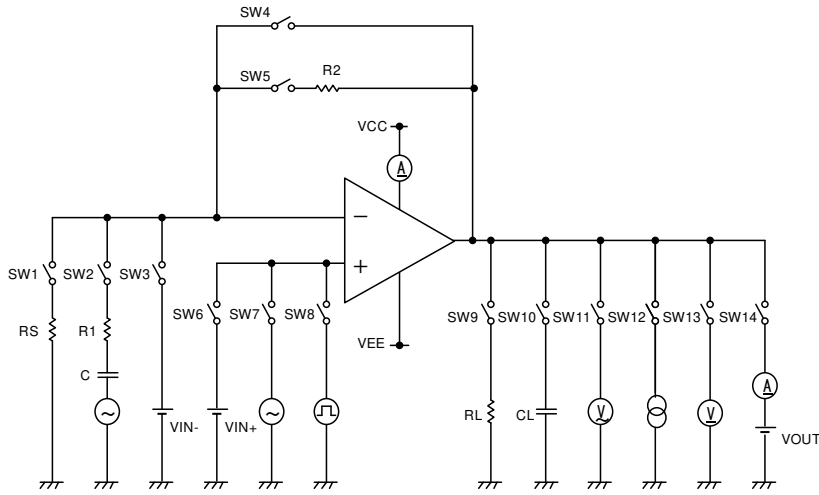 SW4
SW5 R2
VCC
A
−
+
SW1 SW2 SW3
SW6 SW7 SW8
VEE
SW9 SW10 SW11 SW12 SW13 SW14
RS R1
C
VIN- VIN+
RL CL V V
A
VOUT